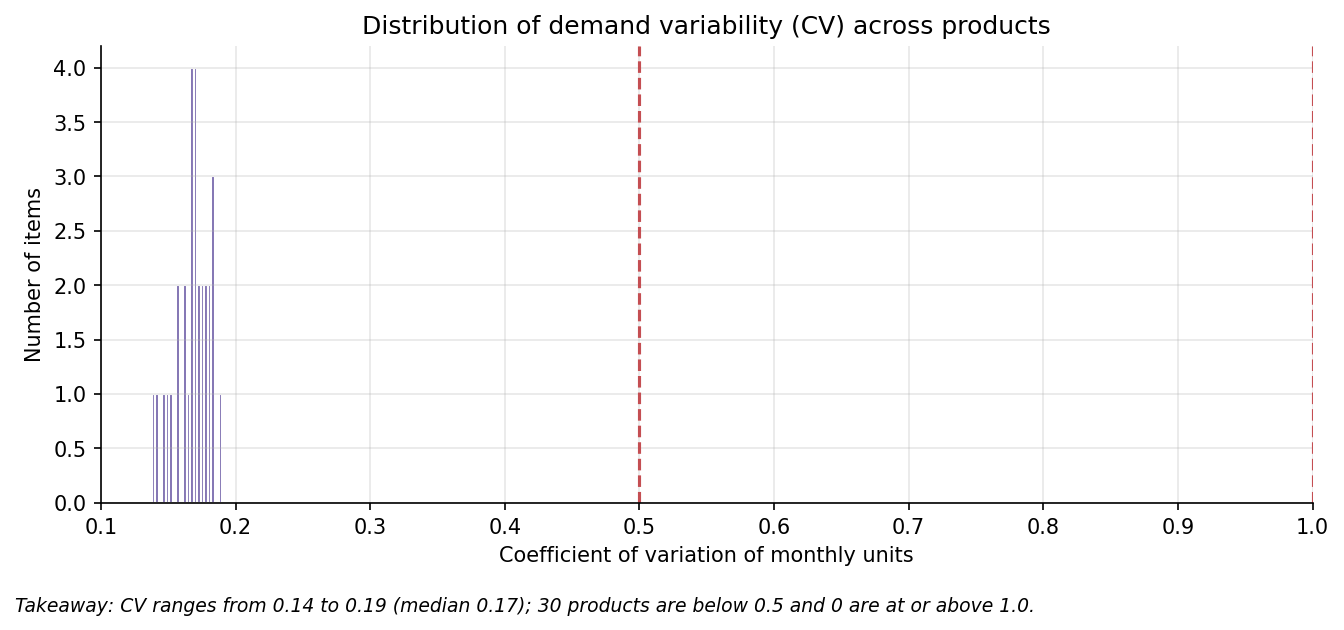 Distribution of demand variability (CV) across products
4.0
3.5
3.0
2.5
2.0
1.5
1.0
0.5
0.0
Number of items
0.1 0.2 0.3 0.4 0.5 0.6 0.7 0.8 0.9 1.0
Coefficient of variation of monthly units
Takeaway: CV ranges from 0.14 to 0.19 (median 0.17); 30 products are below 0.5 and 0 are at or above 1.0.